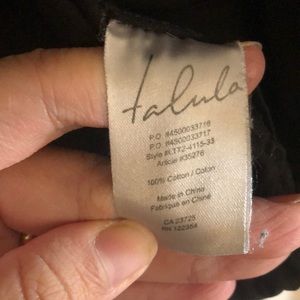 talula
P.O. #4500033716
P.O. #4500033717
Style #LTT2-4115-33
Article #35276
100% Cotton / Coton
Made in China
Fabriqué en Chine
CA 23725
RN 122364